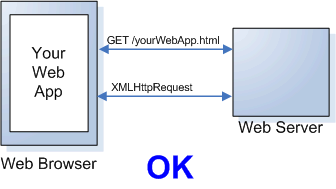 Your
Web
App
GET /yourWebApp.html
XMLHttpRequest
Web Browser
Web Server
OK